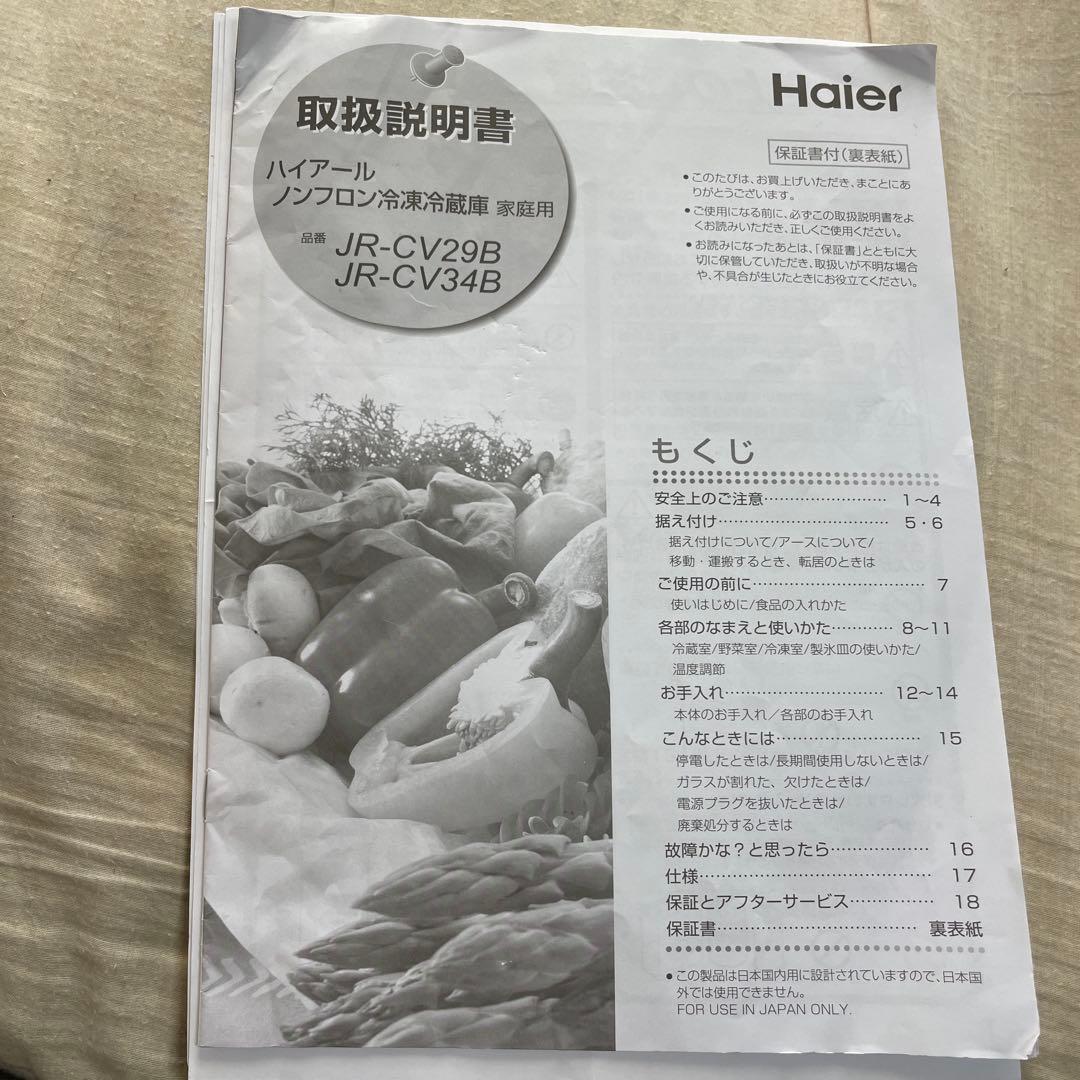 取扱説明書
ハイアール
ノンフロン冷凍冷蔵庫 家庭用
品番 JR-CV29B
JR-CV34B
Haier
保証書付(裏表紙)
●このたびは、お買上げいただき、まことにあ
りがとうございます。
●ご使用になる前に、必ずこの取扱説明書をよ
くお読みいただき、正しくご使用ください。
●お読みになったあとは、「保証書」とともに大
切に保管していただき、取扱いが不明な場合
や、不具合が生じたときにお役立てください。
もくじ
安全上のご注意…………………… 1〜4
据え付け…………………………… 5・6
据え付けについて/アースについて/
移動・運搬するとき、転居のときは
ご使用の前に…………………………… 7
使いはじめに/食品の入れかた
各部のなまえと使いかた………… 8〜11
冷蔵室/野菜室/冷凍室/製氷皿の使いかた/
温度調節
お手入れ………………………… 12〜14
本体のお手入れ/各部のお手入れ
こんなときには……………………… 15
停電したときは/長期間使用しないときは/
ガラスが割れた、欠けたときは/
電源プラグを抜いたときは/
廃棄処分するときは
故障かな?と思ったら……………… 16
仕様…………………………………… 17
保証とアフターサービス…………… 18
保証書……………………………… 裏表紙
●この製品は日本国内用に設計されていますので、日本国
外では使用できません。
FOR USE IN JAPAN ONLY.